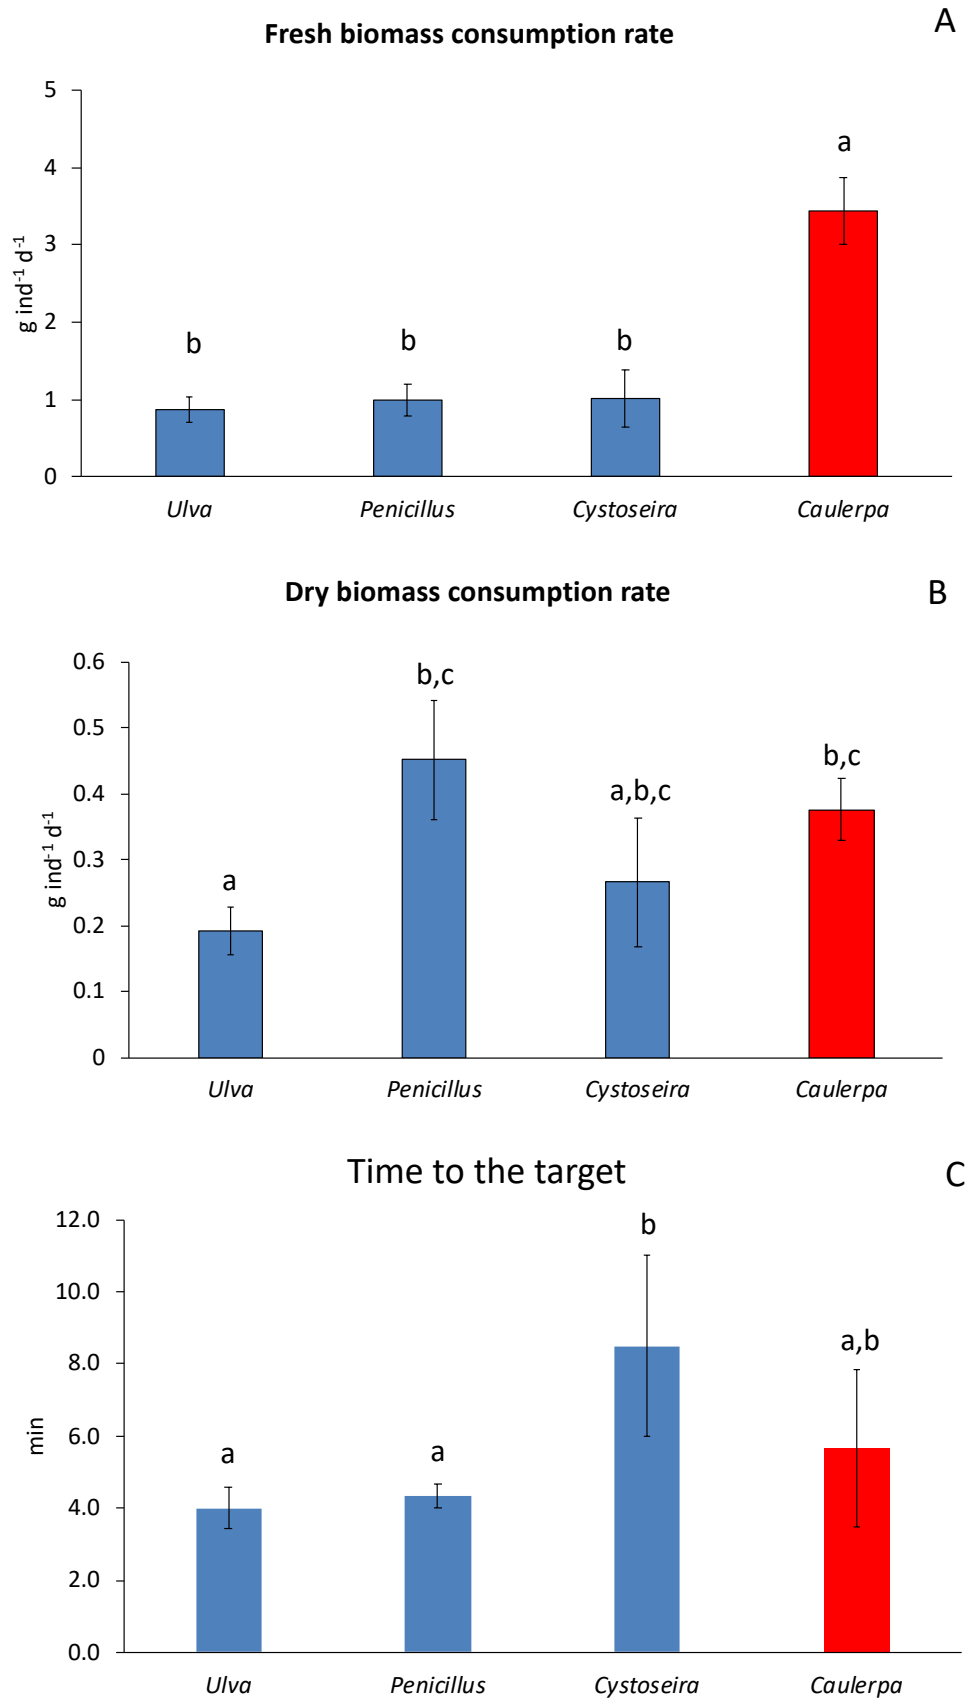 Fresh biomass consumption rate
A
5
4
3
2
1
0
g ind-1 d-1
b
b
b
a
Ulva Penicillus Cystoseira Caulerpa
Dry biomass consumption rate
B
0.6
0.5
0.4
0.3
0.2
0.1
0
g ind-1 d-1
a
b,c
a,b,c
b,c
Ulva Penicillus Cystoseira Caulerpa
Time to the target
C
12.0
10.0
8.0
6.0
4.0
2.0
0.0
min
a
a
b
a,b
Ulva Penicillus Cystoseira Caulerpa